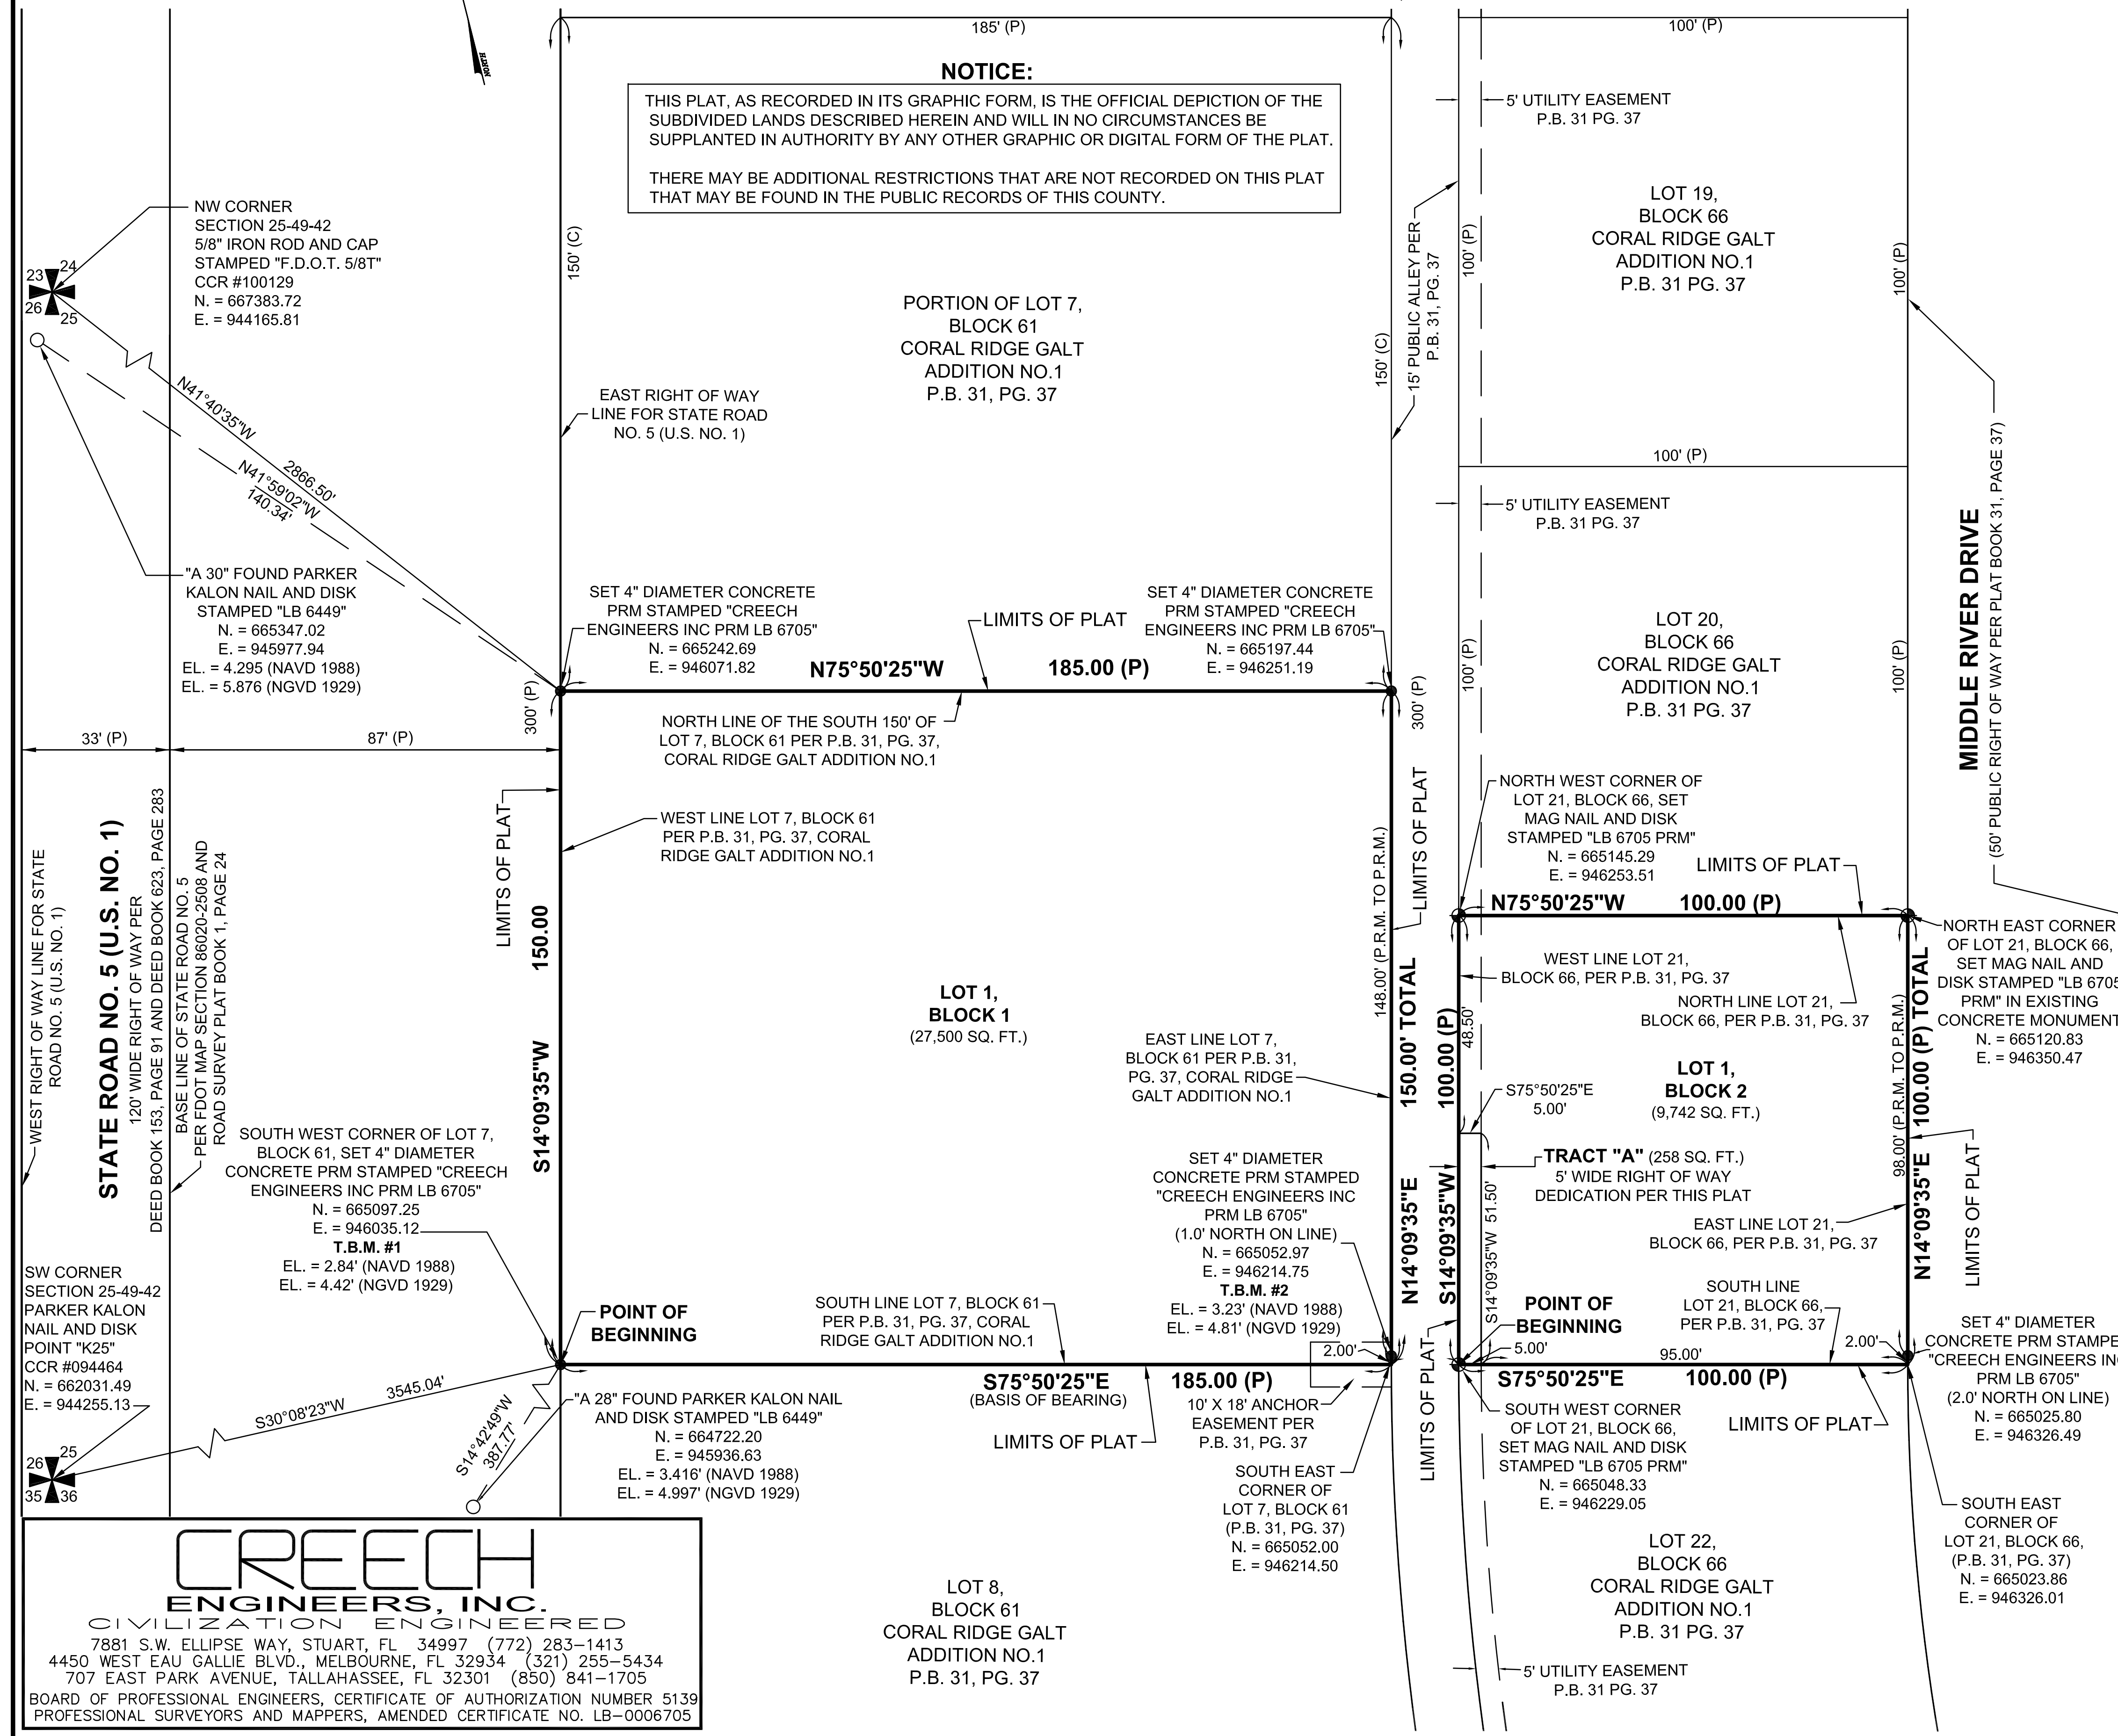 185' (P)
100' (P)
NORTH
NOTICE:
THIS PLAT, AS RECORDED IN ITS GRAPHIC FORM, IS THE OFFICIAL DEPICTION OF THE
SUBDIVIDED LANDS DESCRIBED HEREIN AND WILL IN NO CIRCUMSTANCES BE
SUPPLANTED IN AUTHORITY BY ANY OTHER GRAPHIC OR DIGITAL FORM OF THE PLAT.
THERE MAY BE ADDITIONAL RESTRICTIONS THAT ARE NOT RECORDED ON THIS PLAT
THAT MAY BE FOUND IN THE PUBLIC RECORDS OF THIS COUNTY.
5' UTILITY EASEMENT
P.B. 31 PG. 37
NW CORNER
SECTION 25-49-42
5/8" IRON ROD AND CAP
STAMPED "F.D.O.T. 5/8T"
CCR #100129
N. = 667383.72
E. = 944165.81
23 24
26 25
150' (C)
PORTION OF LOT 7,
BLOCK 61
CORAL RIDGE GALT
ADDITION NO.1
P.B. 31, PG. 37
150' (C)
15' PUBLIC ALLEY PER
P.B. 31, PG. 37
100' (P)
LOT 19,
BLOCK 66
CORAL RIDGE GALT
ADDITION NO.1
P.B. 31 PG. 37
100' (P)
EAST RIGHT OF WAY
LINE FOR STATE ROAD
NO. 5 (U.S. NO. 1)
N41°40'35"W
2866.50'
N41°59'02"W
140.34'
100' (P)
5' UTILITY EASEMENT
P.B. 31 PG. 37
MIDDLE RIVER DRIVE
(50' PUBLIC RIGHT OF WAY PER PLAT BOOK 31, PAGE 37)
"A 30" FOUND PARKER
KALON NAIL AND DISK
STAMPED "LB 6449"
N. = 665347.02
E. = 945977.94
EL. = 4.295 (NAVD 1988)
EL. = 5.876 (NGVD 1929)
SET 4" DIAMETER CONCRETE
PRM STAMPED "CREECH
ENGINEERS INC PRM LB 6705"
N. = 665242.69
E. = 946071.82
LIMITS OF PLAT
SET 4" DIAMETER CONCRETE
PRM STAMPED "CREECH
ENGINEERS INC PRM LB 6705"
N. = 665197.44
E. = 946251.19
N75°50'25"W 185.00 (P)
100' (P)
LOT 20,
BLOCK 66
CORAL RIDGE GALT
ADDITION NO.1
P.B. 31 PG. 37
100' (P)
300' (P)
300' (P)
33' (P)
87' (P)
NORTH LINE OF THE SOUTH 150' OF
LOT 7, BLOCK 61 PER P.B. 31, PG. 37,
CORAL RIDGE GALT ADDITION NO.1
LIMITS OF PLAT
WEST LINE LOT 7, BLOCK 61
PER P.B. 31, PG. 37, CORAL
RIDGE GALT ADDITION NO.1
LIMITS OF PLAT
148.00' (P.R.M. TO P.R.M.)
NORTH WEST CORNER OF
LOT 21, BLOCK 66, SET
MAG NAIL AND DISK
STAMPED "LB 6705 PRM"
N. = 665145.29
E. = 946253.51
LIMITS OF PLAT
N75°50'25"W 100.00 (P)
NORTH EAST CORNER
OF LOT 21, BLOCK 66,
SET MAG NAIL AND
DISK STAMPED "LB 6705
PRM" IN EXISTING
CONCRETE MONUMENT
N. = 665120.83
E. = 946350.47
WEST RIGHT OF WAY LINE FOR STATE
ROAD NO. 5 (U.S. NO. 1)
STATE ROAD NO. 5 (U.S. NO. 1)
120' WIDE RIGHT OF WAY PER
DEED BOOK 153, PAGE 91 AND DEED BOOK 623, PAGE 283
BASE LINE OF STATE ROAD NO. 5
PER FDOT MAP SECTION 86020-2508 AND
ROAD SURVEY PLAT BOOK 1, PAGE 24
S14°09'35"W 150.00
LOT 1,
BLOCK 1
(27,500 SQ. FT.)
EAST LINE LOT 7,
BLOCK 61 PER P.B. 31,
PG. 37, CORAL RIDGE
GALT ADDITION NO.1
N14°09'35"E 150.00' TOTAL
S14°09'35"W 100.00 (P)
48.50'
WEST LINE LOT 21,
BLOCK 66, PER P.B. 31, PG. 37
NORTH LINE LOT 21,
BLOCK 66, PER P.B. 31, PG. 37
LOT 1,
BLOCK 2
(9,742 SQ. FT.)
S75°50'25"E
5.00'
TRACT "A" (258 SQ. FT.)
5' WIDE RIGHT OF WAY
DEDICATION PER THIS PLAT
S14°09'35"W 51.50'
EAST LINE LOT 21,
BLOCK 66, PER P.B. 31, PG. 37
98.00' (P.R.M. TO P.R.M.)
N14°09'35"E 100.00 (P) TOTAL
LIMITS OF PLAT
SOUTH WEST CORNER OF LOT 7,
BLOCK 61, SET 4" DIAMETER
CONCRETE PRM STAMPED "CREECH
ENGINEERS INC PRM LB 6705"
N. = 665097.25
E. = 946035.12
T.B.M. #1
EL. = 2.84' (NAVD 1988)
EL. = 4.42' (NGVD 1929)
SET 4" DIAMETER
CONCRETE PRM STAMPED
"CREECH ENGINEERS INC
PRM LB 6705"
(1.0' NORTH ON LINE)
N. = 665052.97
E. = 946214.75
T.B.M. #2
EL. = 3.23' (NAVD 1988)
EL. = 4.81' (NGVD 1929)
2.00'
SW CORNER
SECTION 25-49-42
PARKER KALON
NAIL AND DISK
POINT "K25"
CCR #094464
N. = 662031.49
E. = 944255.13
26 25
35 36
POINT OF
BEGINNING
SOUTH LINE LOT 7, BLOCK 61
PER P.B. 31, PG. 37, CORAL
RIDGE GALT ADDITION NO.1
SOUTH LINE
LOT 21, BLOCK 66,
PER P.B. 31, PG. 37
POINT OF
BEGINNING
5.00'
95.00'
2.00'
SET 4" DIAMETER
CONCRETE PRM STAMPE
"CREECH ENGINEERS IN
PRM LB 6705"
(2.0' NORTH ON LINE)
N. = 665025.80
E. = 946326.49
S30°08'23"W 3545.04'
S14°42'49"W
387.77'
"A 28" FOUND PARKER KALON NAIL
AND DISK STAMPED "LB 6449"
N. = 664722.20
E. = 945936.63
EL. = 3.416' (NAVD 1988)
EL. = 4.997' (NGVD 1929)
S75°50'25"E 185.00 (P)
(BASIS OF BEARING)
LIMITS OF PLAT
10' X 18' ANCHOR
EASEMENT PER
P.B. 31, PG. 37
SOUTH EAST
CORNER OF
LOT 7, BLOCK 61
(P.B. 31, PG. 37)
N. = 665052.00
E. = 946214.50
LIMITS OF PLAT
S75°50'25"E 100.00 (P)
SOUTH WEST CORNER
OF LOT 21, BLOCK 66,
SET MAG NAIL AND DISK
STAMPED "LB 6705 PRM"
N. = 665048.33
E. = 946229.05
LIMITS OF PLAT
SOUTH EAST
CORNER OF
LOT 21, BLOCK 66,
(P.B. 31, PG. 37)
N. = 665023.86
E. = 946326.01
LOT 22,
BLOCK 66
CORAL RIDGE GALT
ADDITION NO.1
P.B. 31 PG. 37
5' UTILITY EASEMENT
P.B. 31 PG. 37
LOT 8,
BLOCK 61
CORAL RIDGE GALT
ADDITION NO.1
P.B. 31, PG. 37
CREECH
ENGINEERS, INC.
CIVILIZATION ENGINEERED
7881 S.W. ELLIPSE WAY, STUART, FL 34997 (772) 283-1413
4450 WEST EAU GALLIE BLVD., MELBOURNE, FL 32934 (321) 255-5434
707 EAST PARK AVENUE, TALLAHASSEE, FL 32301 (850) 841-1705
BOARD OF PROFESSIONAL ENGINEERS, CERTIFICATE OF AUTHORIZATION NUMBER 5139
PROFESSIONAL SURVEYORS AND MAPPERS, AMENDED CERTIFICATE NO. LB-0006705